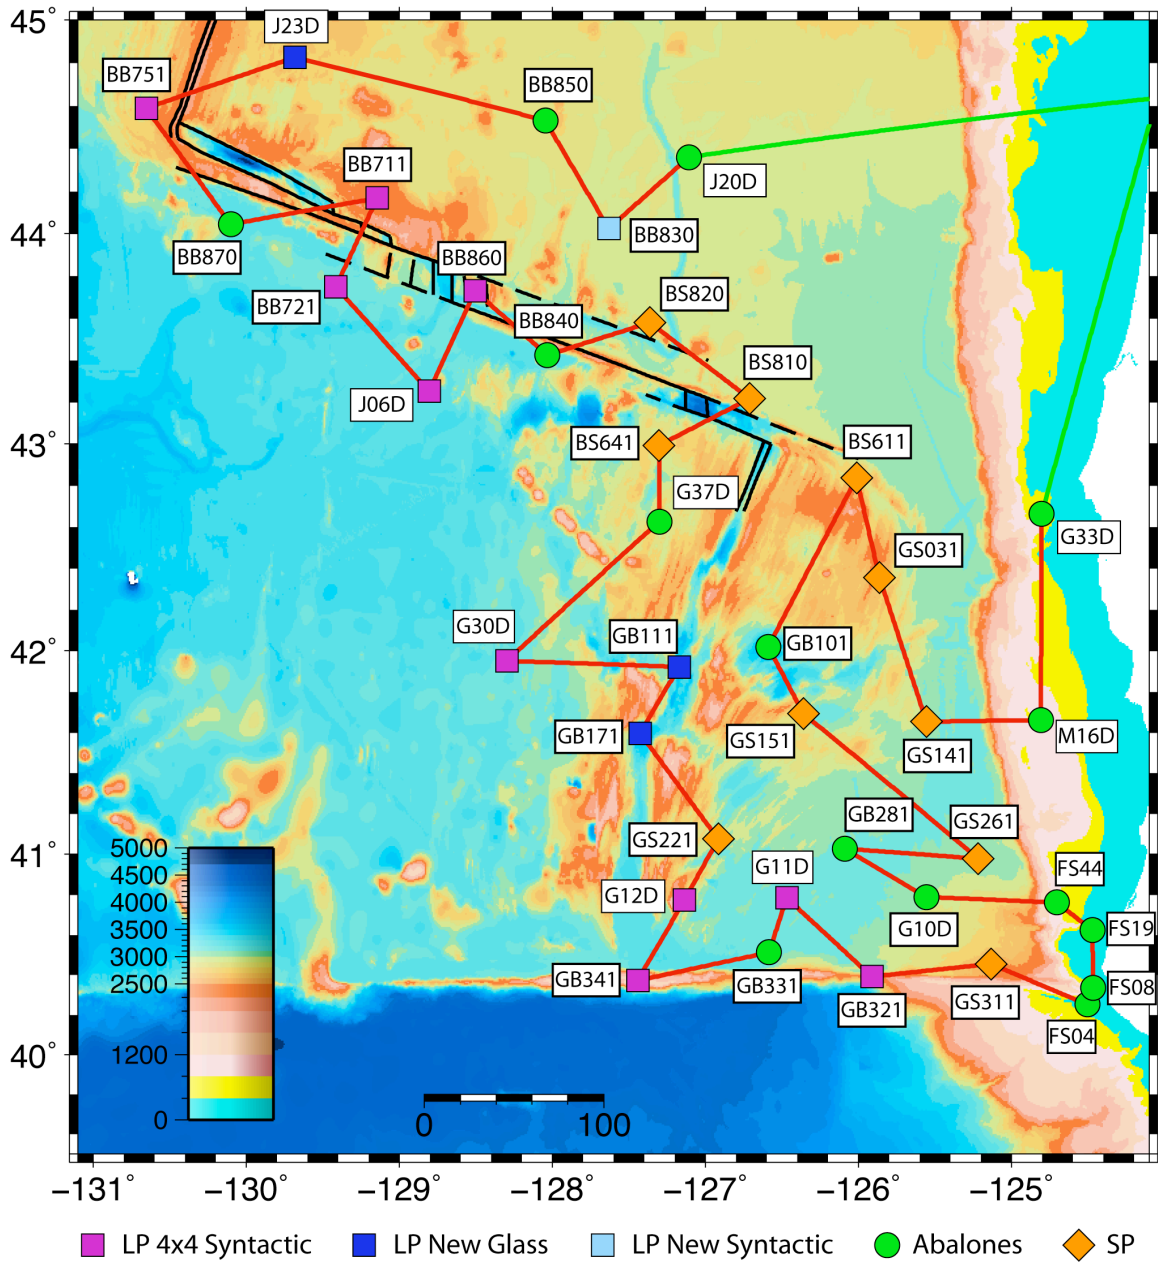 45°
J23D
BB751
BB850
BB711
J20D
44°
BB870
BB830
BB860
BB721
BS820
BB840
BS810
J06D
43°
BS641
BS611
G37D
G33D
GS031
G30D
GB111
42°
GB101
GB171
GS151
GS141
M16D
GB281
GS261
GS221
41°
5000
4500
4000
3500
3000
2500
1200
0
G12D
G11D
FS44
G10D
FS19
GB341
GB331
GB321
GS311
FS08
FS04
40°
0 100
−131° −130° −129° −128° −127° −126° −125°
LP 4x4 Syntactic LP New Glass LP New Syntactic Abalones SP